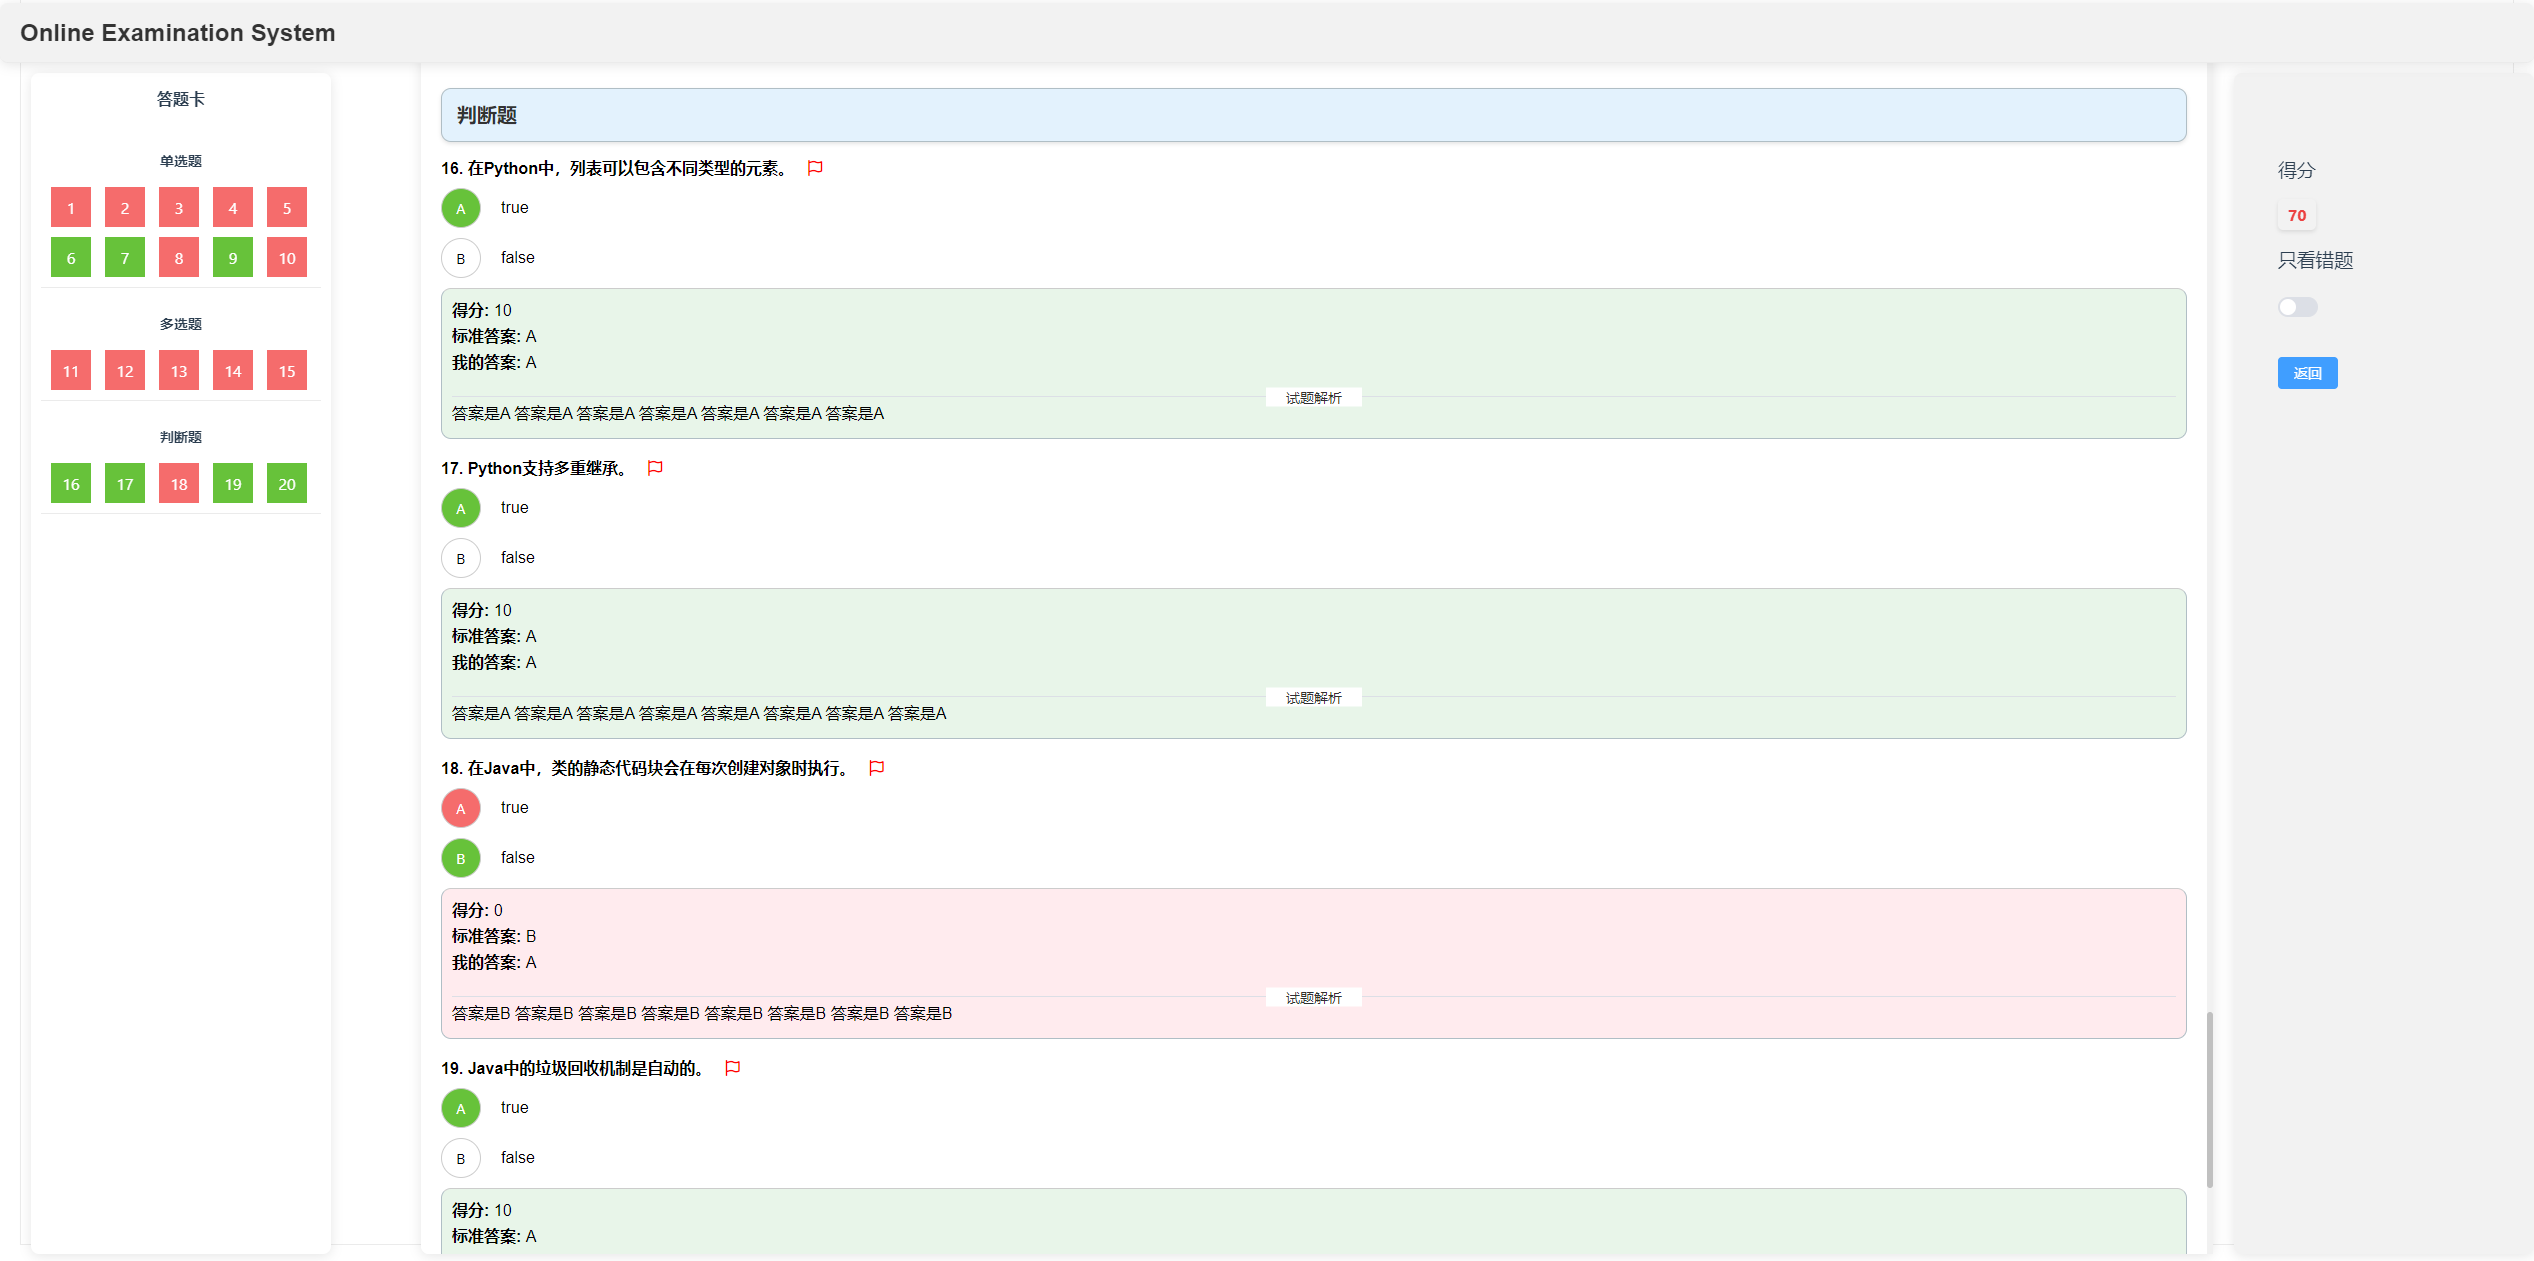 Online Examination System
答题卡
单选题
1 2 3 4 5
6 7 8 9 10
多选题
11 12 13 14 15
判断题
16 17 18 19 20
判断题
16. 在Python中，列表可以包含不同类型的元素。
A true
B false
得分: 10
标准答案: A
我的答案: A
试题解析
答案是A 答案是A 答案是A 答案是A 答案是A 答案是A 答案是A
17. Python支持多重继承。
A true
B false
得分: 10
标准答案: A
我的答案: A
试题解析
答案是A 答案是A 答案是A 答案是A 答案是A 答案是A 答案是A 答案是A
18. 在Java中，类的静态代码块会在每次创建对象时执行。
A true
B false
得分: 0
标准答案: B
我的答案: A
试题解析
答案是B 答案是B 答案是B 答案是B 答案是B 答案是B 答案是B 答案是B
19. Java中的垃圾回收机制是自动的。
A true
B false
得分: 10
标准答案: A
得分
70
只看错题
返回